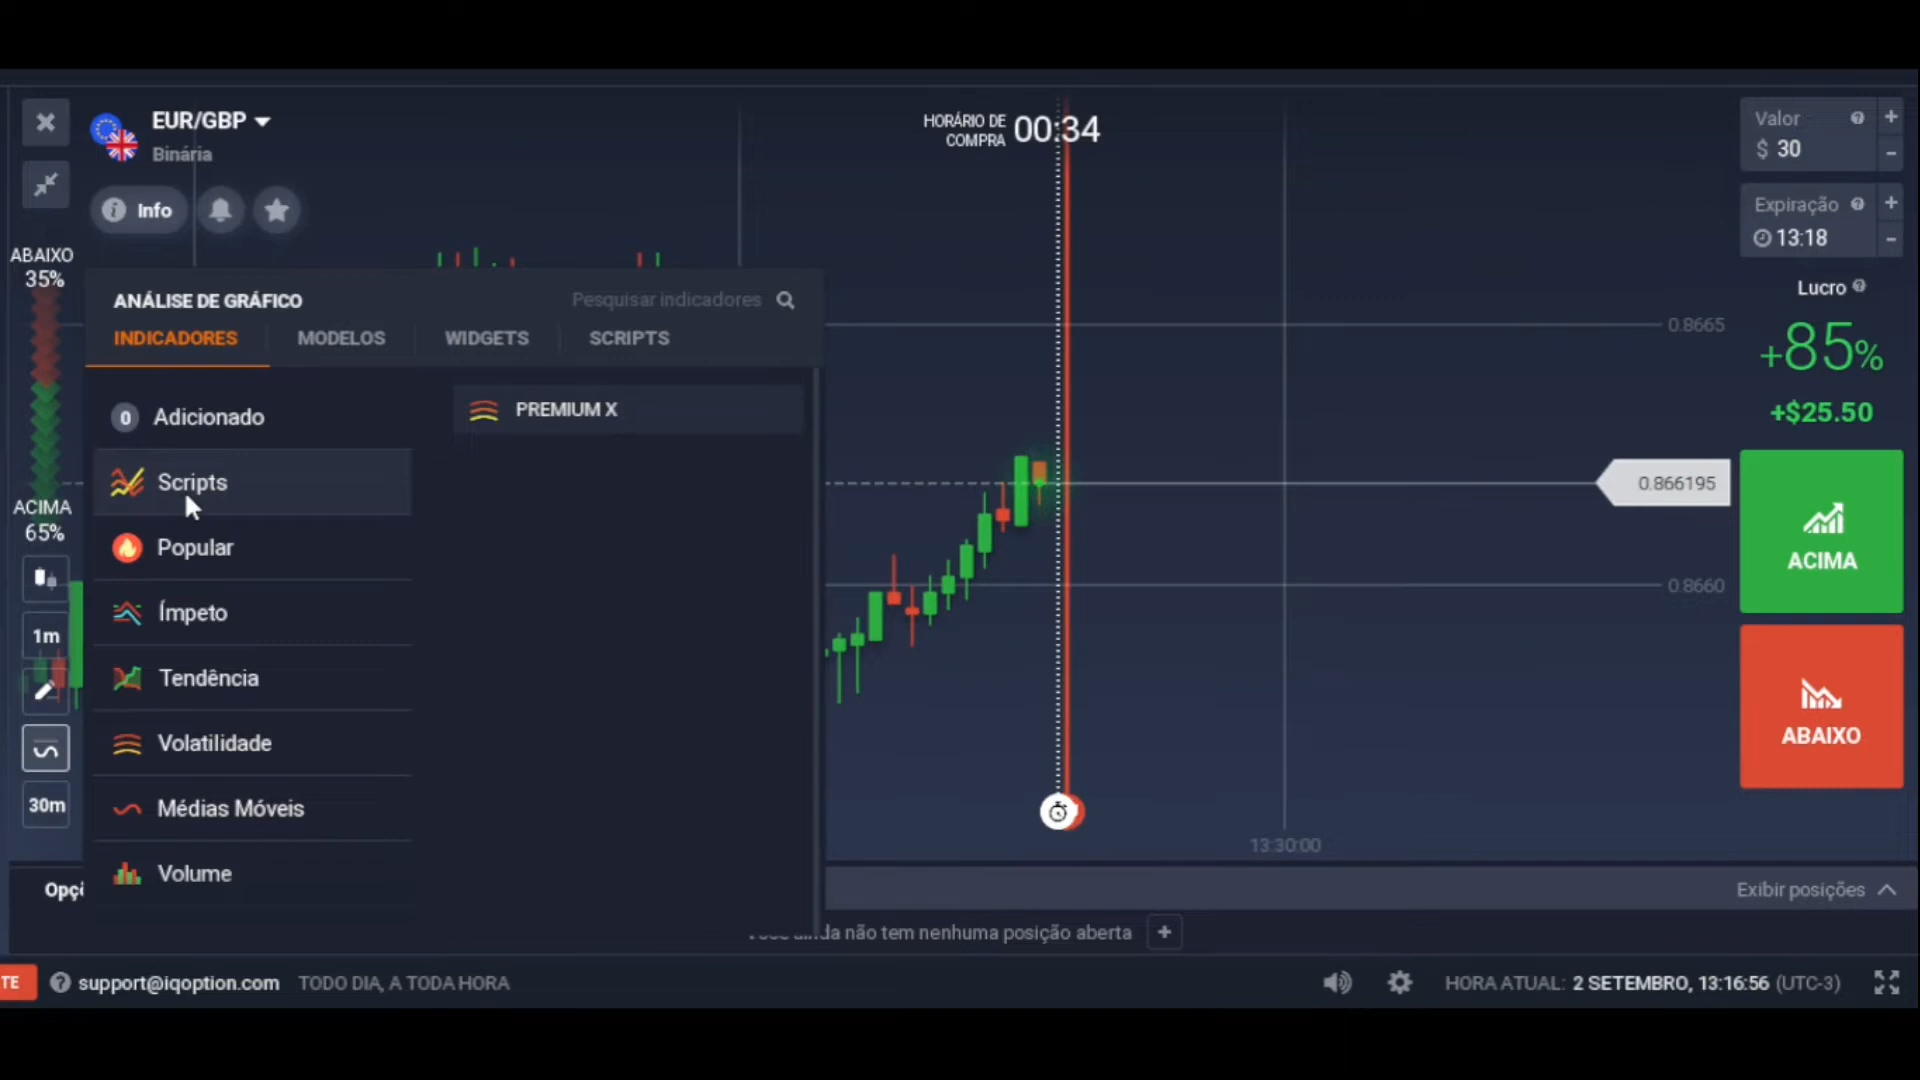 EUR/GBP
Binária
Info
HORÁRIO DE
COMPRA
00:34
Valor
$ 30
+
-
Expiração
13:18
+
-
Lucro
+85%
+$25.50
ACIMA
ABAIXO
ABAIXO
35%
ACIMA
65%
1m
30m
ANÁLISE DE GRÁFICO
Pesquisar indicadores
INDICADORES MODELOS WIDGETS SCRIPTS
0 Adicionado
Scripts
Popular
Ímpeto
Tendência
Volatilidade
Médias Móveis
Volume
PREMIUM X
0.8665
0.866195
0.8660
13:30:00
Exibir posições
não tem nenhuma posição aberta +
TE
support@iqoption.com TODO DIA, A TODA HORA
HORA ATUAL: 2 SETEMBRO, 13:16:56 (UTC-3)